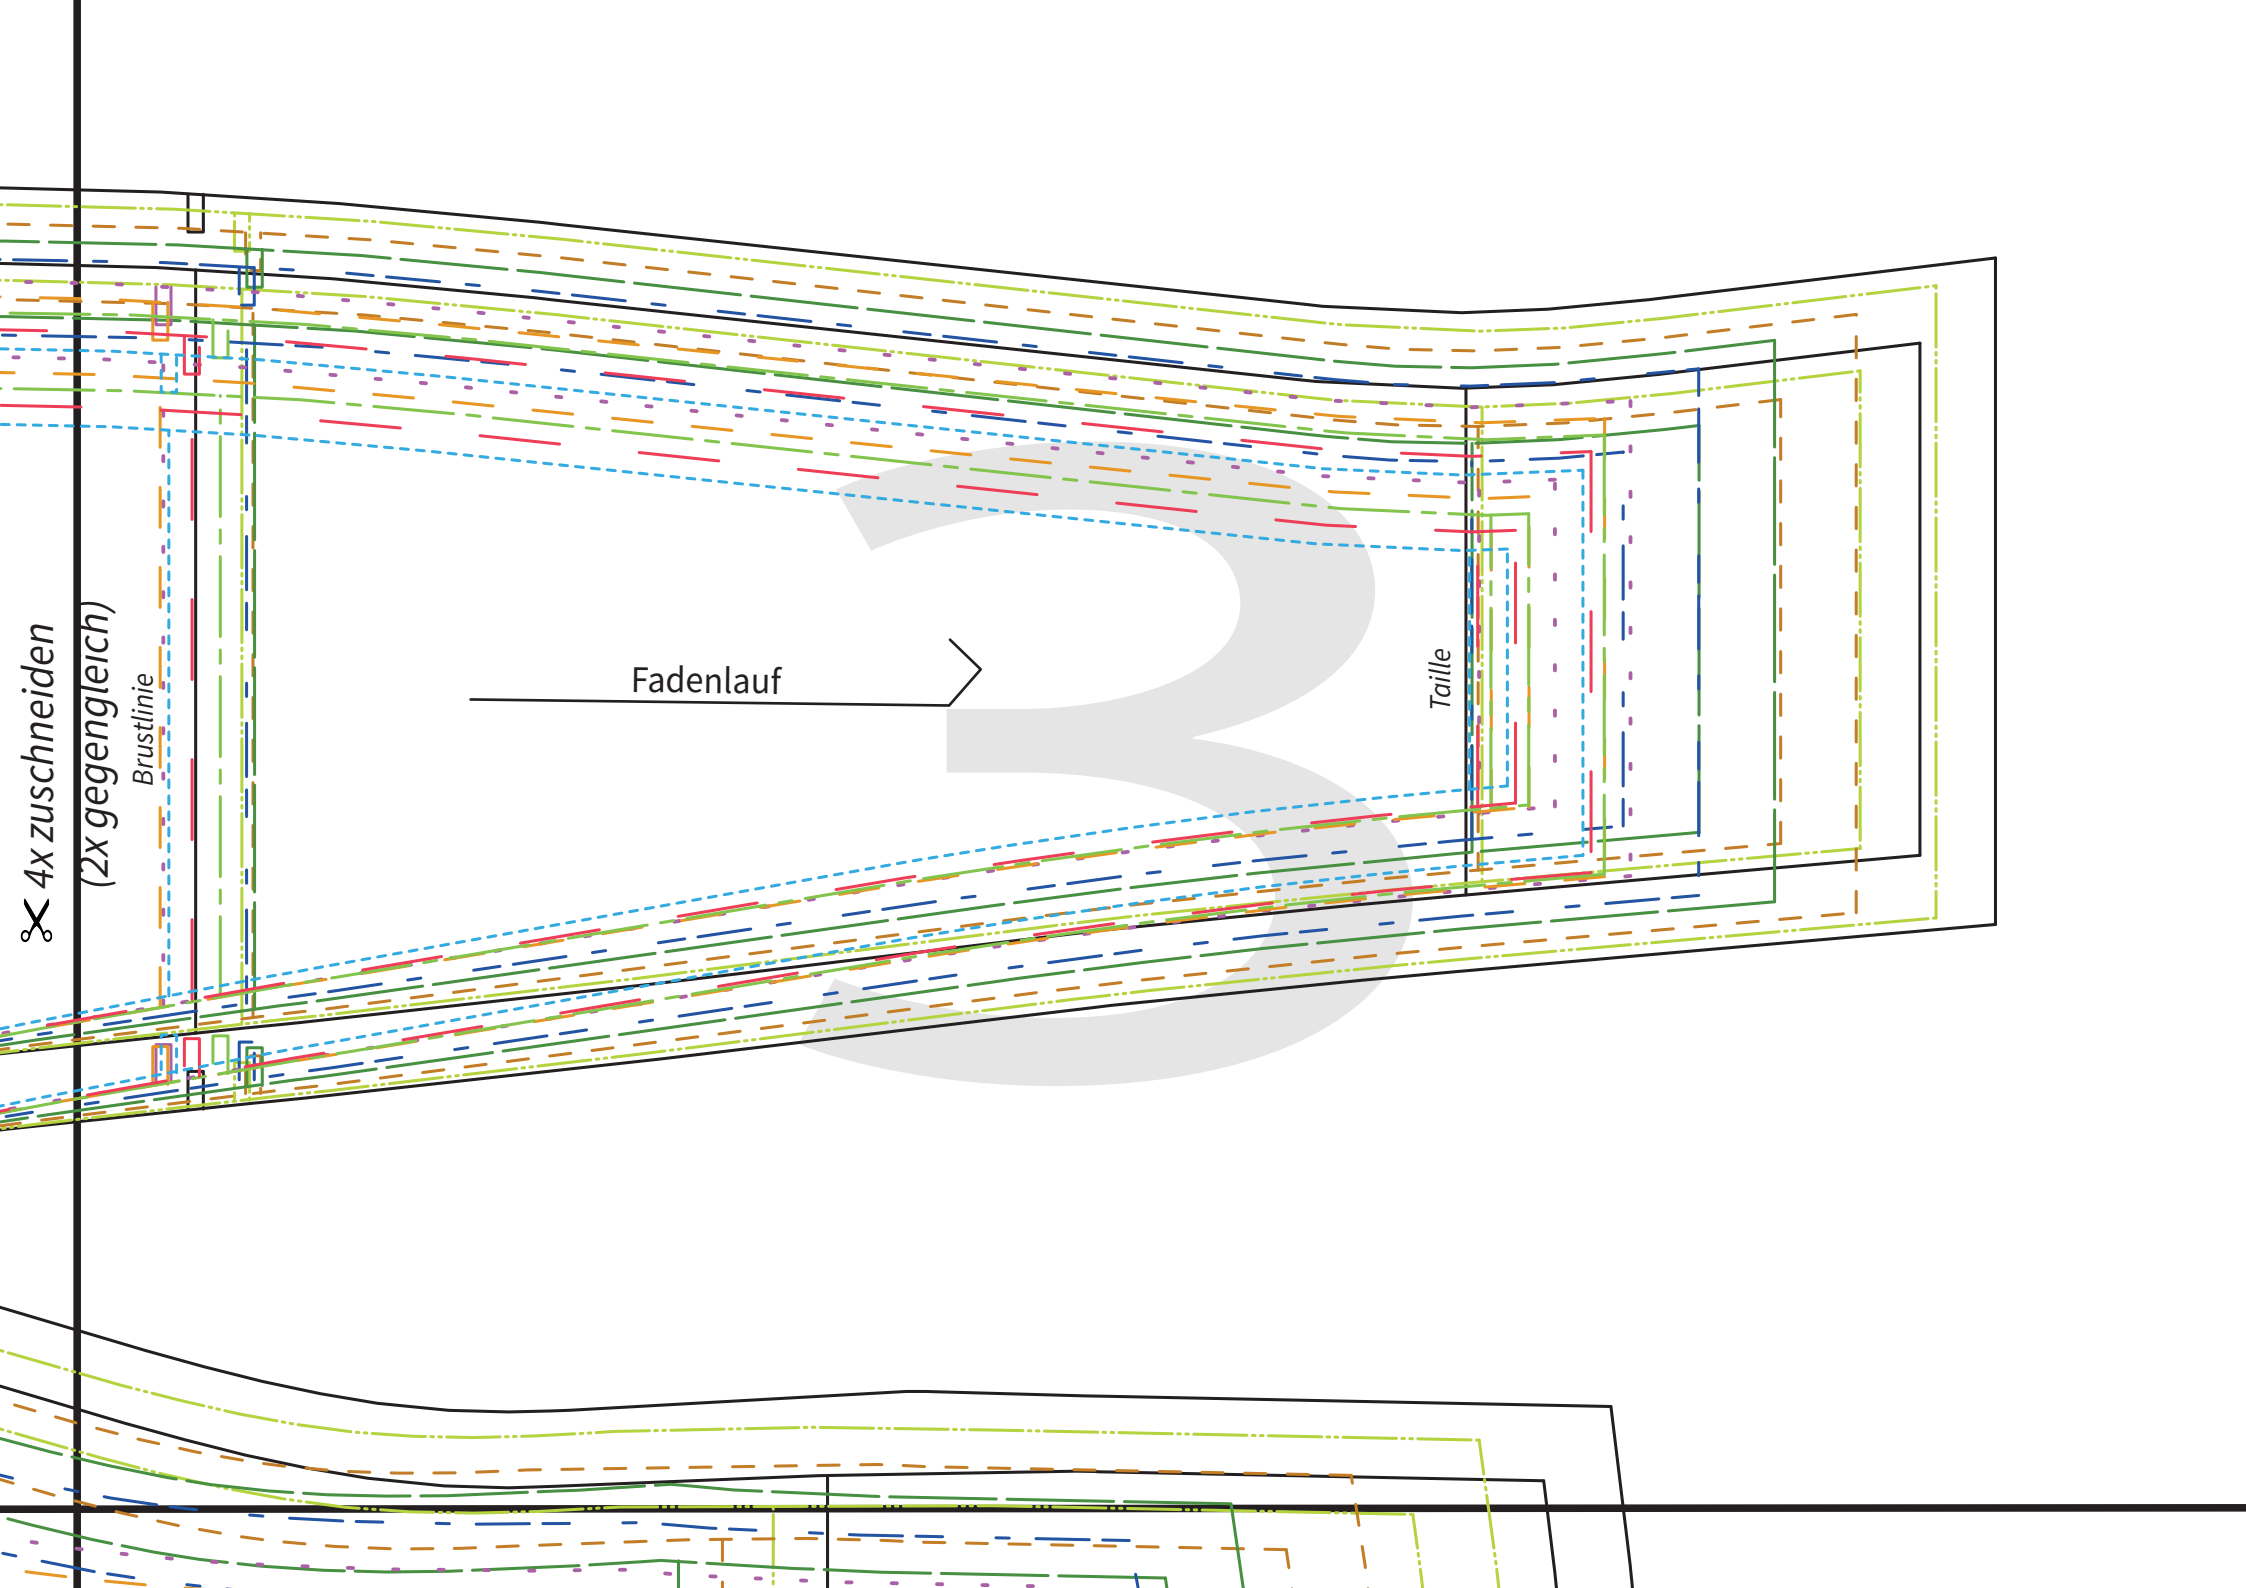 ✂ 4x zuschneiden
(2x gegengleich)
Brustlinie
Fadenlauf
3
Taille